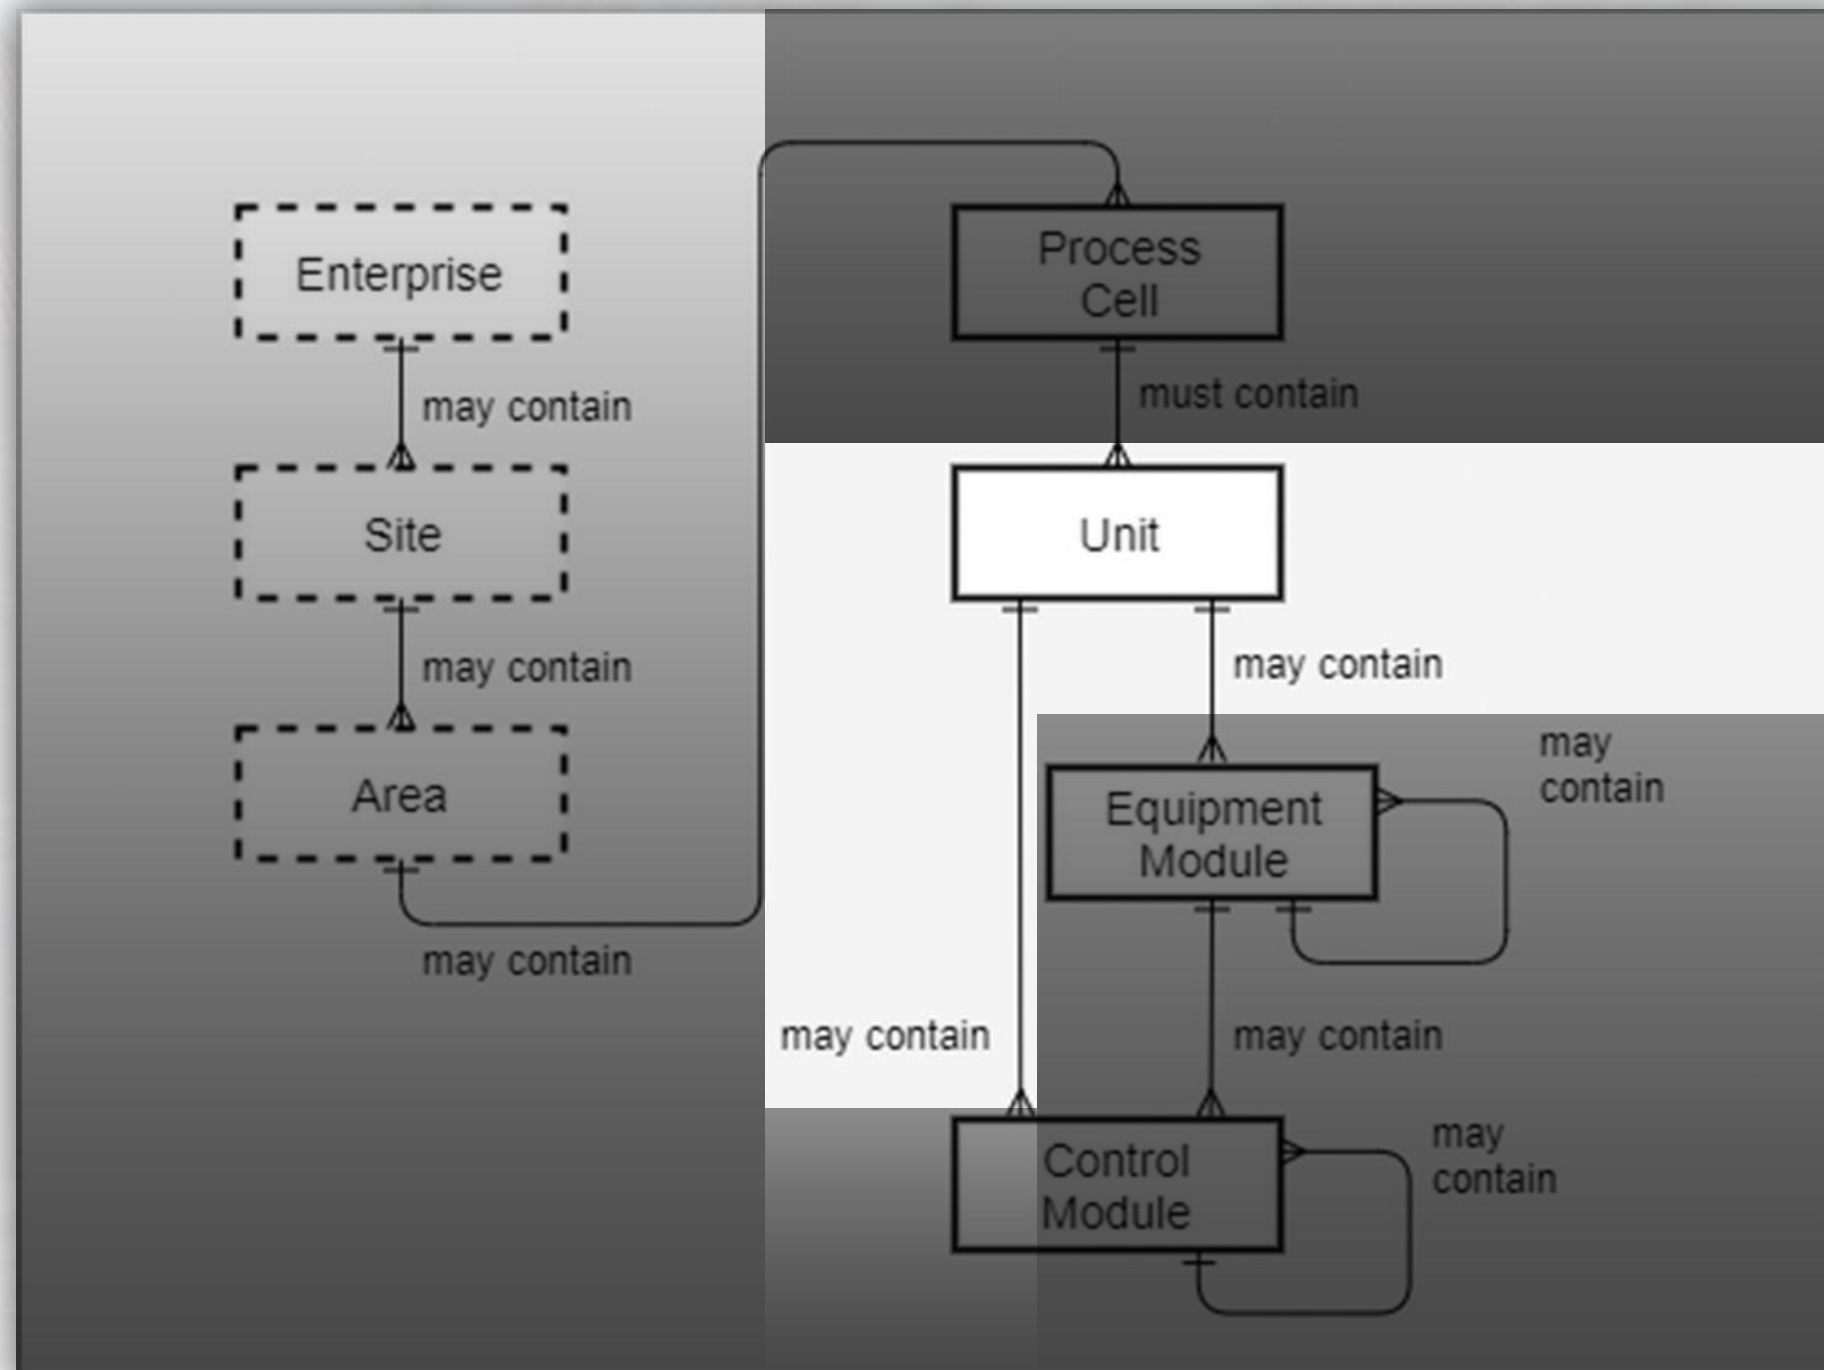 Enterprise
may contain
Site
may contain
Area
may contain
Process
Cell
must contain
Unit
may contain
may contain
Equipment
Module
may
contain
may contain
Control
Module
may
contain